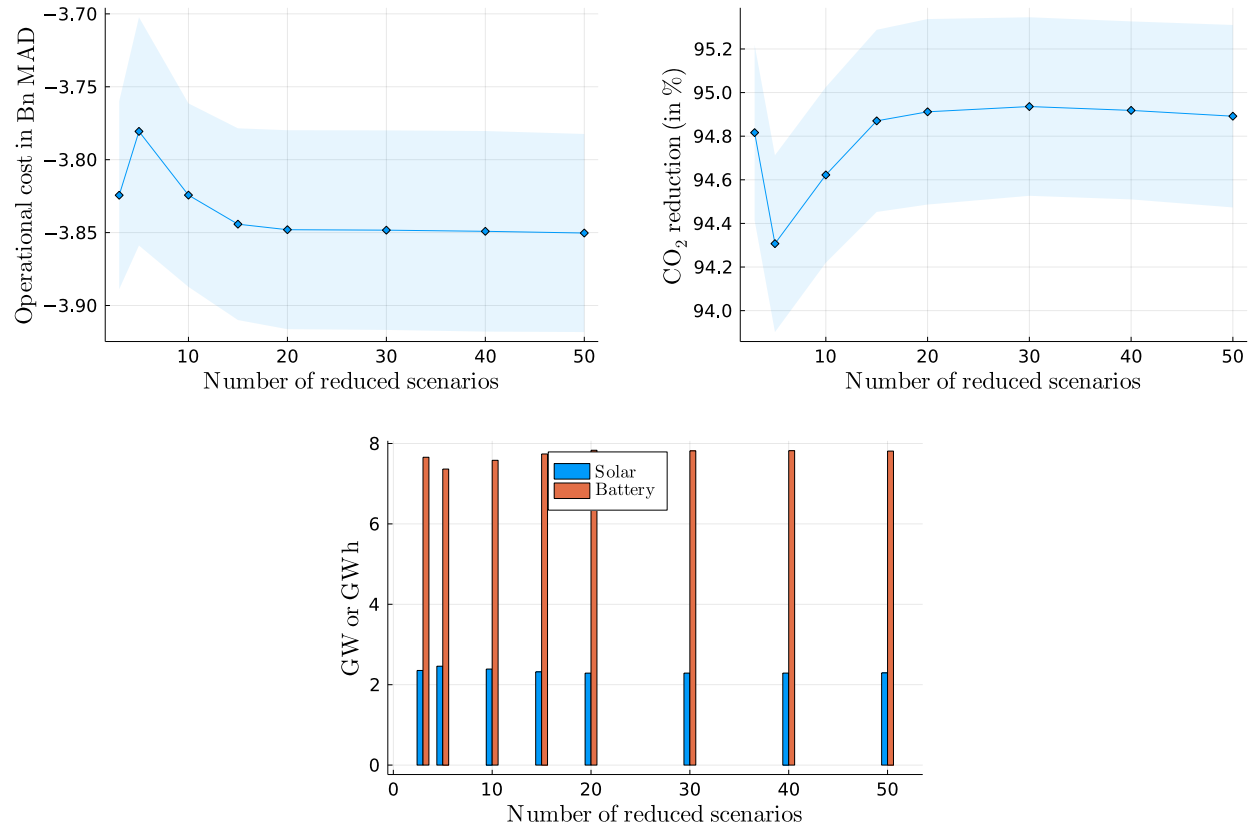 Operational cost in Bn MAD
−3.70
−3.75
−3.80
−3.85
−3.90
10 20 30 40 50
Number of reduced scenarios
CO₂ reduction (in %)
95.2
95.0
94.8
94.6
94.4
94.2
94.0
10 20 30 40 50
Number of reduced scenarios
GW or GWh
8
6
4
2
0
Solar
Battery
0 10 20 30 40 50
Number of reduced scenarios